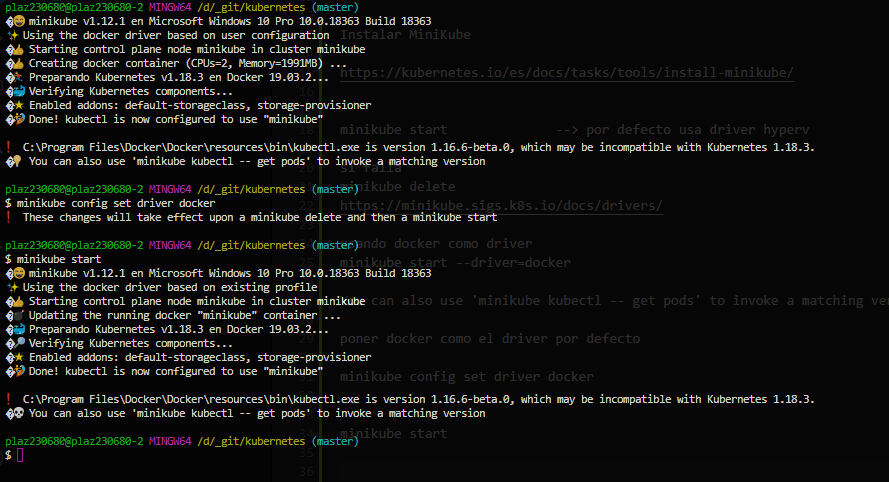 plaz230680@plaz230680-2 MINGW64 /d/_git/kubernetes (master)
�😄 minikube v1.12.1 en Microsoft Windows 10 Pro 10.0.18363 Build 18363
✨ Using the docker driver based on user configuration
�👍 Starting control plane node minikube in cluster minikube
�👍 Creating docker container (CPUs=2, Memory=1991MB) ...
�🐳 Preparando Kubernetes v1.18.3 en Docker 19.03.2...
�🐳 Verifying Kubernetes components...
�🌟 Enabled addons: default-storageclass, storage-provisioner
�🏄 Done! kubectl is now configured to use "minikube"
❗ C:\Program Files\Docker\Docker\resources\bin\kubectl.exe is version 1.16.6-beta.0, which may be incompatible with Kubernetes 1.18.3.
�💡 You can also use 'minikube kubectl -- get pods' to invoke a matching version
plaz230680@plaz230680-2 MINGW64 /d/_git/kubernetes (master)
$ minikube config set driver docker
❗ These changes will take effect upon a minikube delete and then a minikube start
plaz230680@plaz230680-2 MINGW64 /d/_git/kubernetes (master)
$ minikube start
�😄 minikube v1.12.1 en Microsoft Windows 10 Pro 10.0.18363 Build 18363
✨ Using the docker driver based on existing profile
�👍 Starting control plane node minikube in cluster minikube
�💣 Updating the running docker "minikube" container ...
�🐳 Preparando Kubernetes v1.18.3 en Docker 19.03.2...
�🔎 Verifying Kubernetes components...
�🌟 Enabled addons: default-storageclass, storage-provisioner
�🏄 Done! kubectl is now configured to use "minikube"
❗ C:\Program Files\Docker\Docker\resources\bin\kubectl.exe is version 1.16.6-beta.0, which may be incompatible with Kubernetes 1.18.3.
�💀 You can also use 'minikube kubectl -- get pods' to invoke a matching version
plaz230680@plaz230680-2 MINGW64 /d/_git/kubernetes (master)
$
Instalar MiniKube
https://kubernetes.io/es/docs/tasks/tools/install-minikube/
16
18 minikube start --> por defecto usa driver hyperv
20 si falla
minikube delete
22 https://minikube.sigs.k8s.io/docs/drivers/
usando docker como driver
minikube start --driver=docker
can also use 'minikube kubectl -- get pods' to invoke a matching ver
poner docker como el driver por defecto
minikube config set driver docker
34 minikube start
35
36